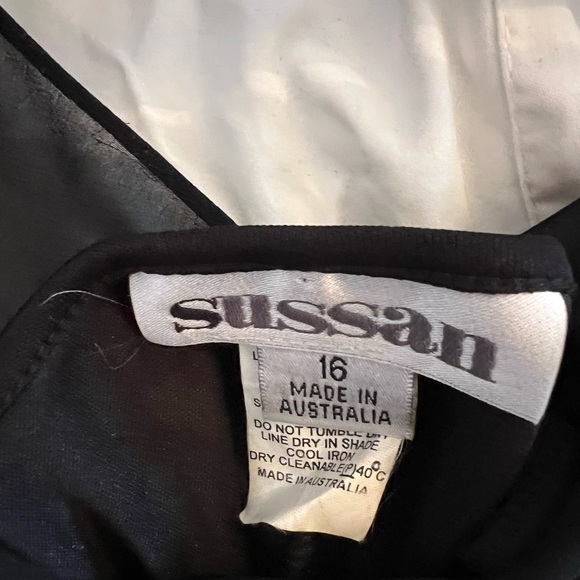 sussan
16
MADE IN
AUSTRALIA
DO NOT TUMBLE DRY
LINE DRY IN SHADE
COOL IRON
DRY CLEANABLE(P)40°C
MADE IN AUSTRALIA